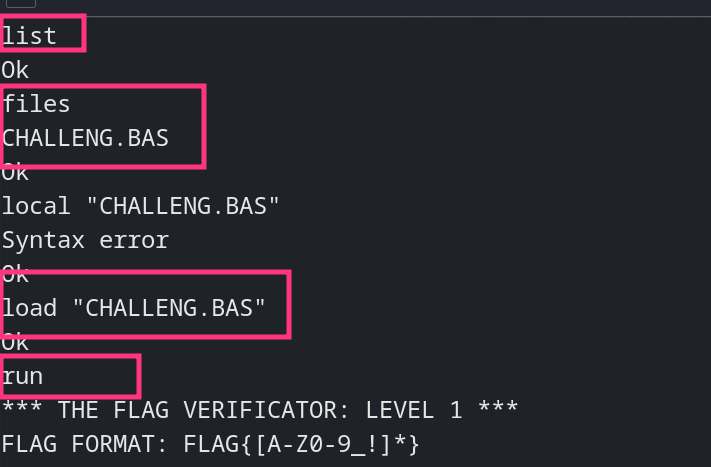 list
Ok
files
CHALLENG.BAS
Ok
local "CHALLENG.BAS"
Syntax error
Ok
load "CHALLENG.BAS"
Ok
run
*** THE FLAG VERIFICATOR: LEVEL 1 ***
FLAG FORMAT: FLAG{[A-Z0-9_!]*}